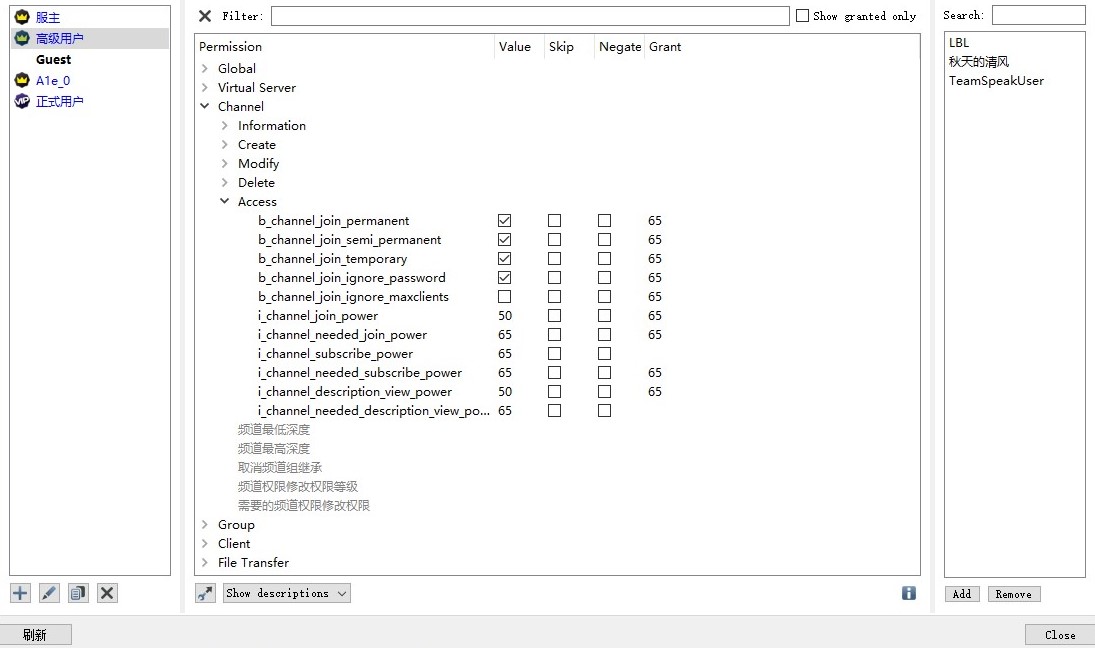 服主
高级用户
Guest
A1e_0
正式用户
Filter:
Show granted only
Permission Value Skip Negate Grant
Global
Virtual Server
Channel
Information
Create
Modify
Delete
Access
b_channel_join_permanent 65
b_channel_join_semi_permanent 65
b_channel_join_temporary 65
b_channel_join_ignore_password 65
b_channel_join_ignore_maxclients 65
i_channel_join_power 50 65
i_channel_needed_join_power 65 65
i_channel_subscribe_power 65
i_channel_needed_subscribe_power 65 65
i_channel_description_view_power 50 65
i_channel_needed_description_view_po... 65
频道最低深度
频道最高深度
取消频道组继承
频道权限修改权限等级
需要的频道权限修改权限
Group
Client
File Transfer
Show descriptions
Search:
LBL
秋天的清风
TeamSpeakUser
Add Remove
刷新
Close
VIP